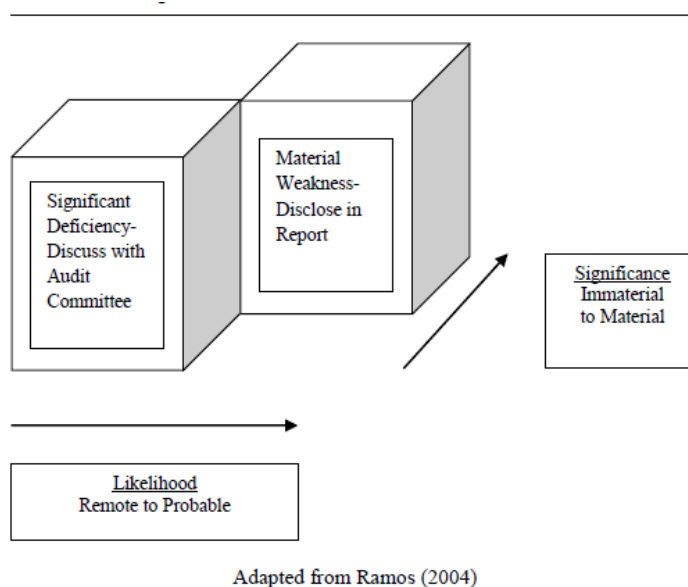 Significant
Deficiency-
Discuss with
Audit
Committee
Material
Weakness-
Disclose in
Report
Significance
Immaterial
to Material
Likelihood
Remote to Probable
Adapted from Ramos (2004)